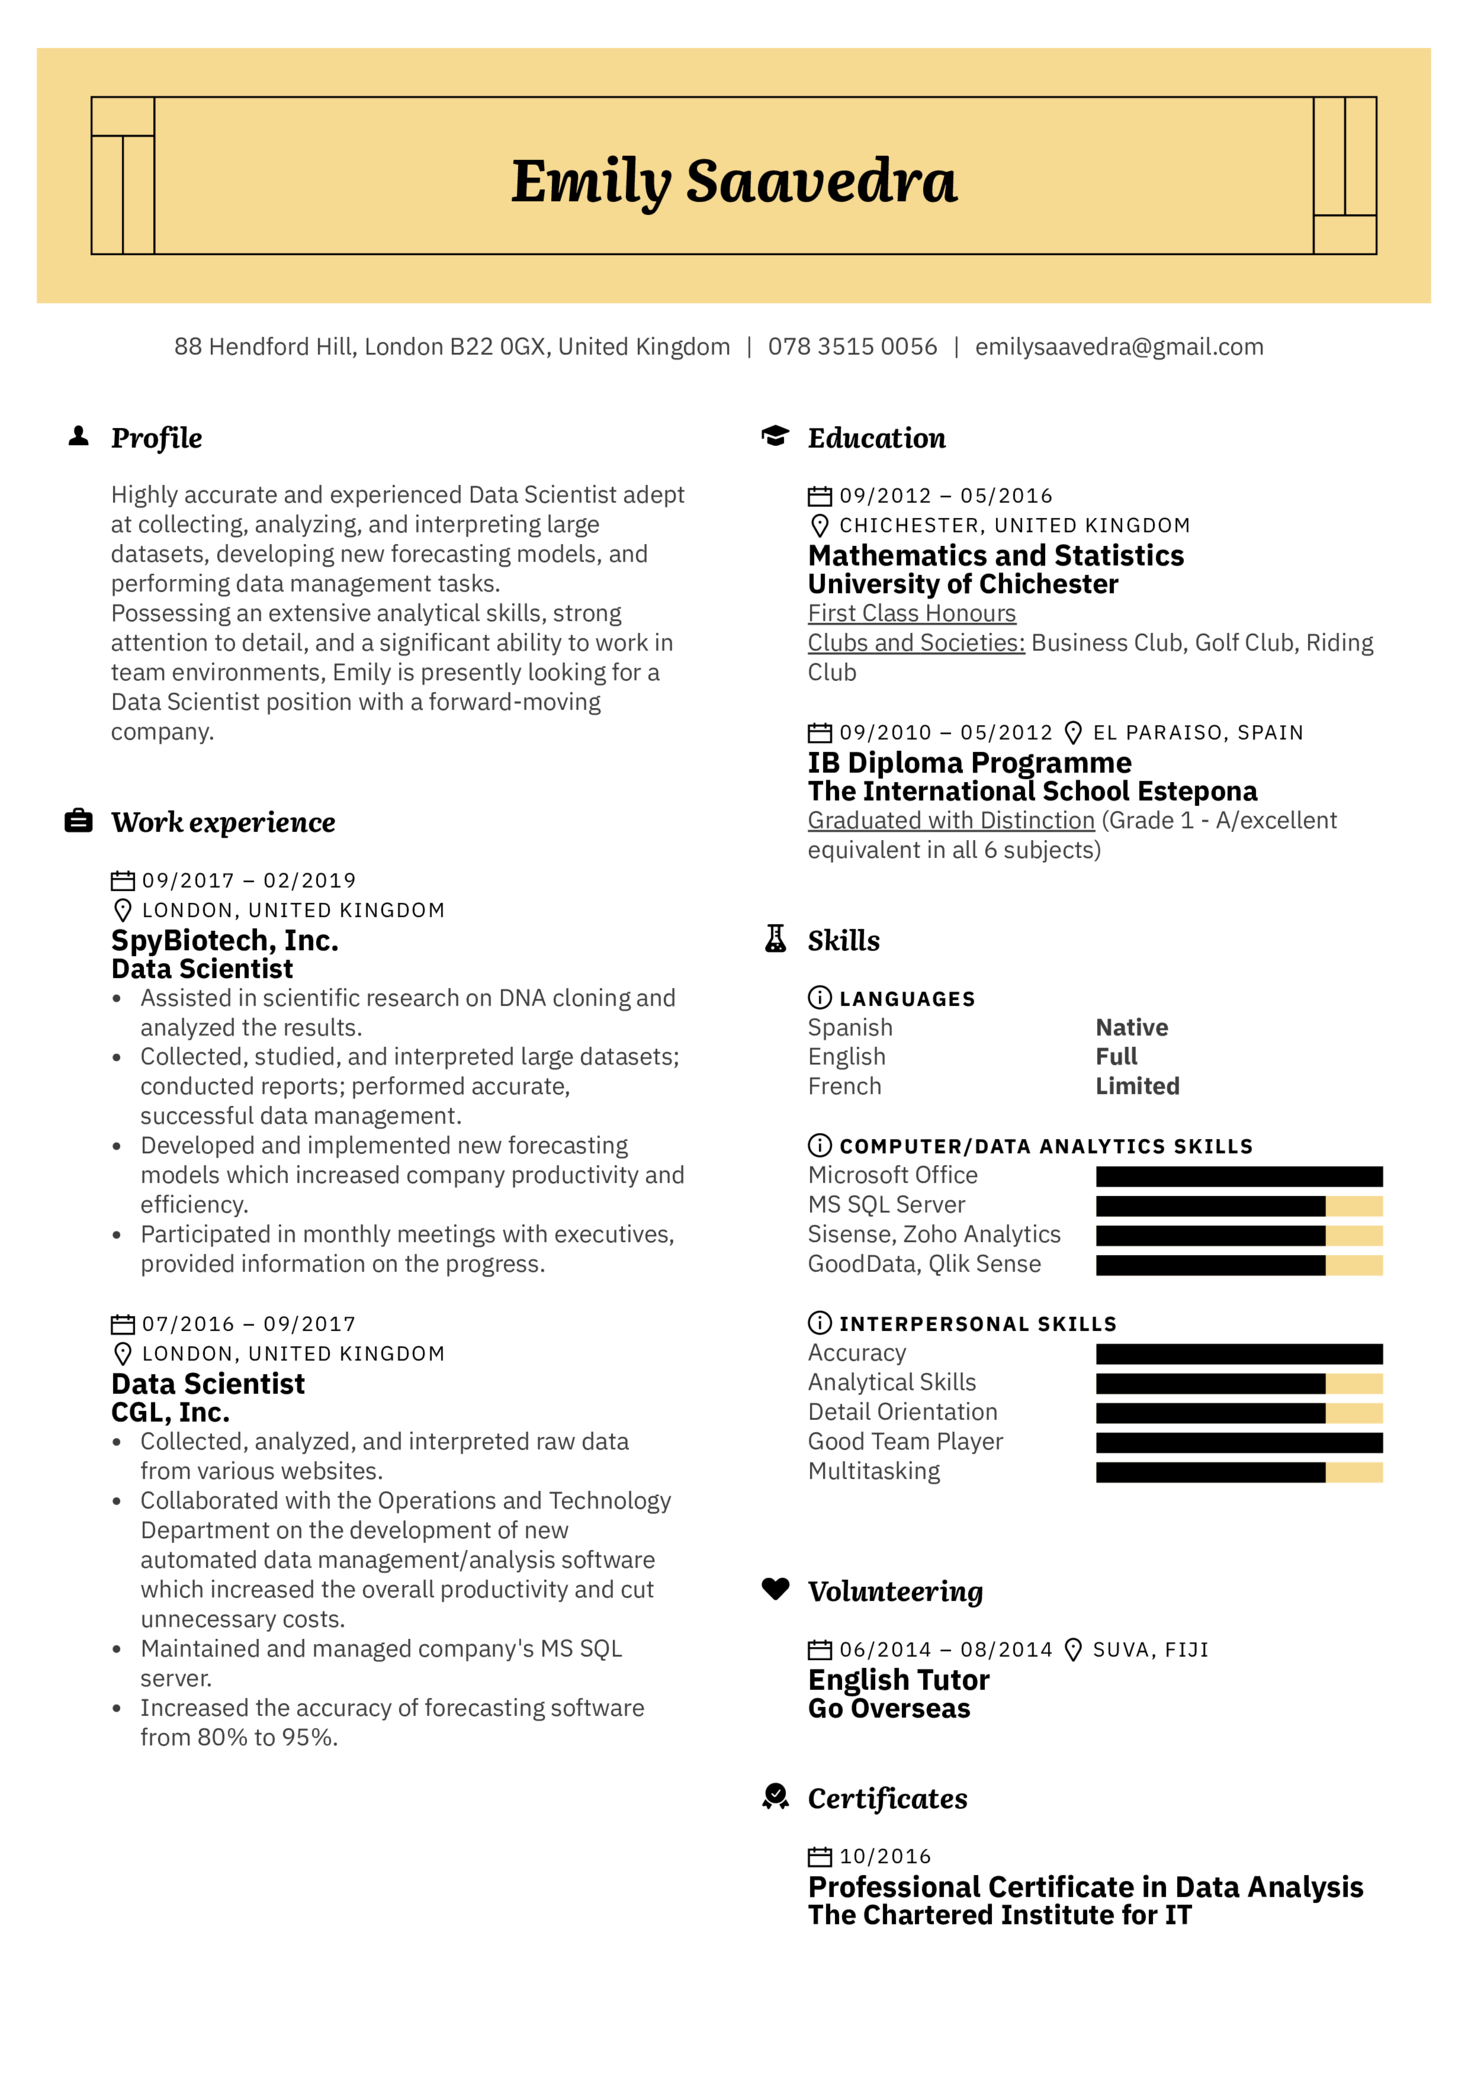 Emily Saavedra
88 Hendford Hill, London B22 0GX, United Kingdom | 078 3515 0056 | emilysaavedra@gmail.com
Profile
Highly accurate and experienced Data Scientist adept
at collecting, analyzing, and interpreting large
datasets, developing new forecasting models, and
performing data management tasks.
Possessing an extensive analytical skills, strong
attention to detail, and a significant ability to work in
team environments, Emily is presently looking for a
Data Scientist position with a forward-moving
company.
Work experience
09/2017 – 02/2019
LONDON, UNITED KINGDOM
SpyBiotech, Inc.
Data Scientist
• Assisted in scientific research on DNA cloning and
analyzed the results.
• Collected, studied, and interpreted large datasets;
conducted reports; performed accurate,
successful data management.
• Developed and implemented new forecasting
models which increased company productivity and
efficiency.
• Participated in monthly meetings with executives,
provided information on the progress.
07/2016 – 09/2017
LONDON, UNITED KINGDOM
Data Scientist
CGL, Inc.
• Collected, analyzed, and interpreted raw data
from various websites.
• Collaborated with the Operations and Technology
Department on the development of new
automated data management/analysis software
which increased the overall productivity and cut
unnecessary costs.
• Maintained and managed company's MS SQL
server.
• Increased the accuracy of forecasting software
from 80% to 95%.
Education
09/2012 – 05/2016
CHICHESTER, UNITED KINGDOM
Mathematics and Statistics
University of Chichester
First Class Honours
Clubs and Societies: Business Club, Golf Club, Riding
Club
09/2010 – 05/2012 EL PARAISO, SPAIN
IB Diploma Programme
The International School Estepona
Graduated with Distinction (Grade 1 - A/excellent
equivalent in all 6 subjects)
Skills
LANGUAGES
Spanish Native
English Full
French Limited
COMPUTER/DATA ANALYTICS SKILLS
Microsoft Office
MS SQL Server
Sisense, Zoho Analytics
GoodData, Qlik Sense
INTERPERSONAL SKILLS
Accuracy
Analytical Skills
Detail Orientation
Good Team Player
Multitasking
Volunteering
06/2014 – 08/2014 SUVA, FIJI
English Tutor
Go Overseas
Certificates
10/2016
Professional Certificate in Data Analysis
The Chartered Institute for IT